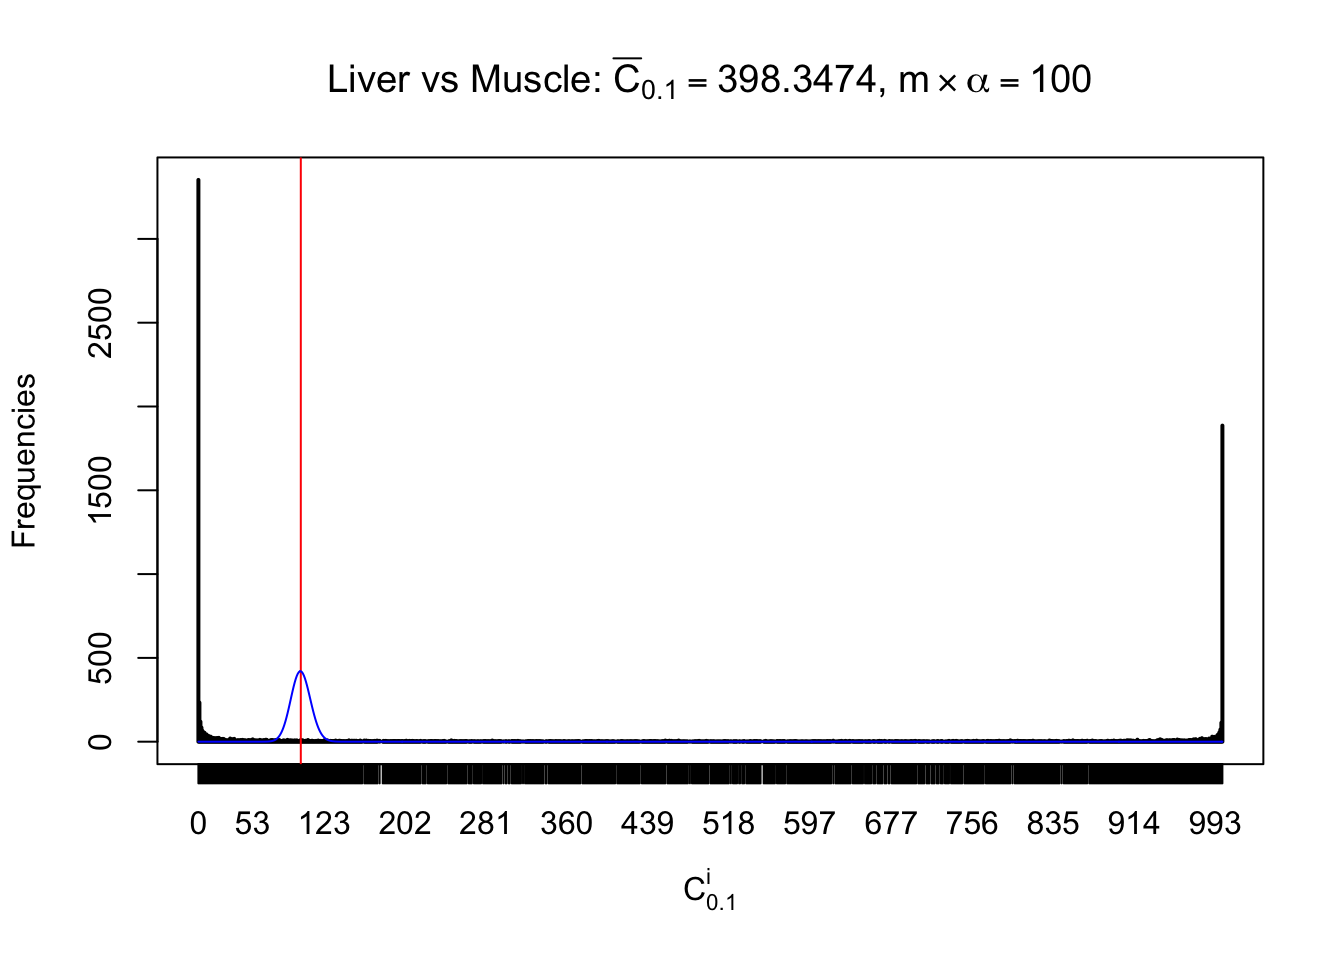 Liver vs Muscle: C̅₀.₁ = 398.3474, m × α = 100
Frequencies
2500
1500
500
0
0 53 123 202 281 360 439 518 597 677 756 835 914 993
Cⁱ₀.₁